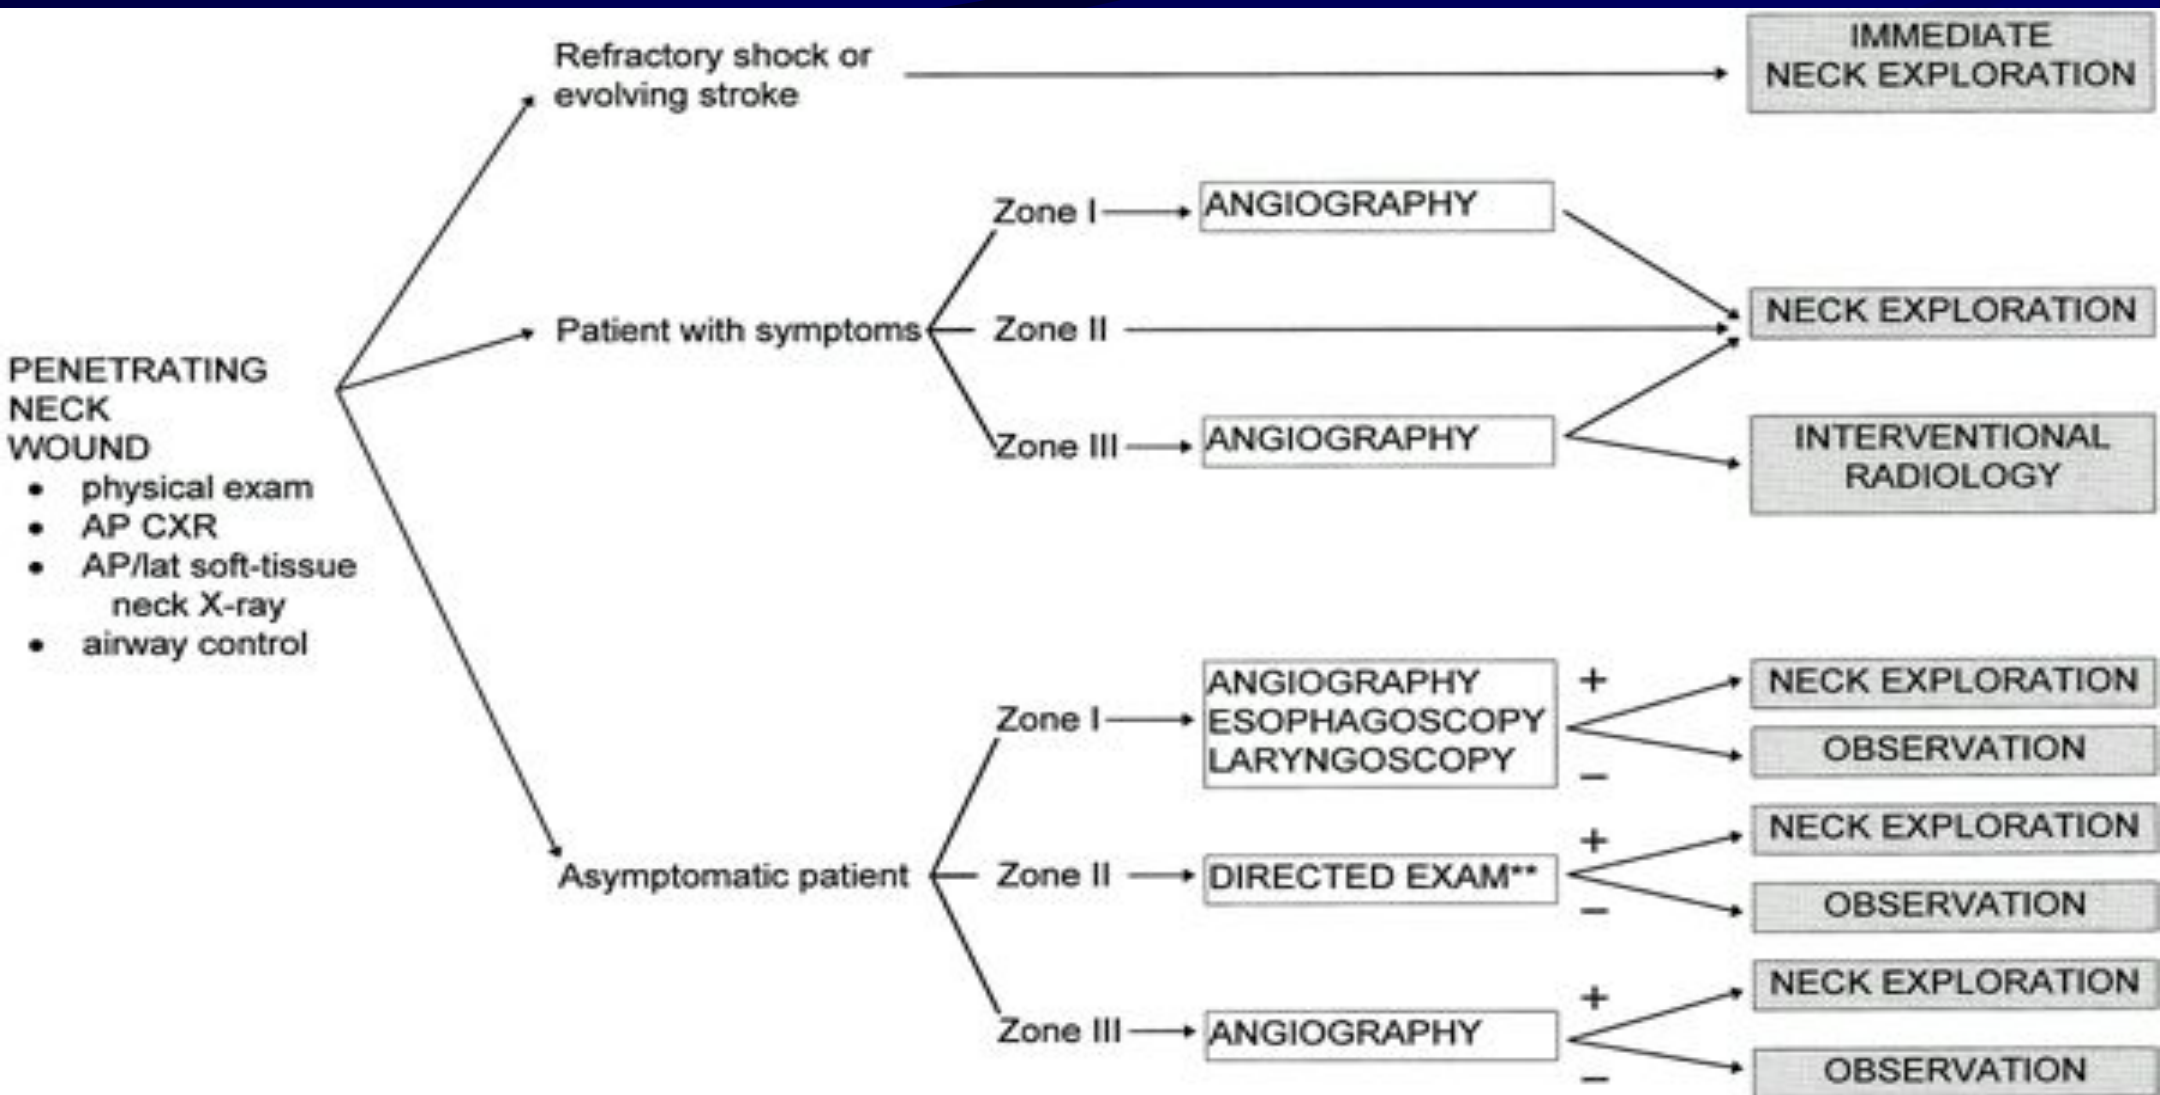 Refractory shock or
evolving stroke
IMMEDIATE
NECK EXPLORATION
Zone I
ANGIOGRAPHY
Patient with symptoms
Zone II
NECK EXPLORATION
Zone III
ANGIOGRAPHY
INTERVENTIONAL
RADIOLOGY
PENETRATING
NECK
WOUND
• physical exam
• AP CXR
• AP/lat soft-tissue
neck X-ray
• airway control
Asymptomatic patient
Zone I
ANGIOGRAPHY
ESOPHAGOSCOPY
LARYNGOSCOPY
+
NECK EXPLORATION
–
OBSERVATION
Zone II
DIRECTED EXAM**
+
NECK EXPLORATION
–
OBSERVATION
Zone III
ANGIOGRAPHY
+
NECK EXPLORATION
–
OBSERVATION